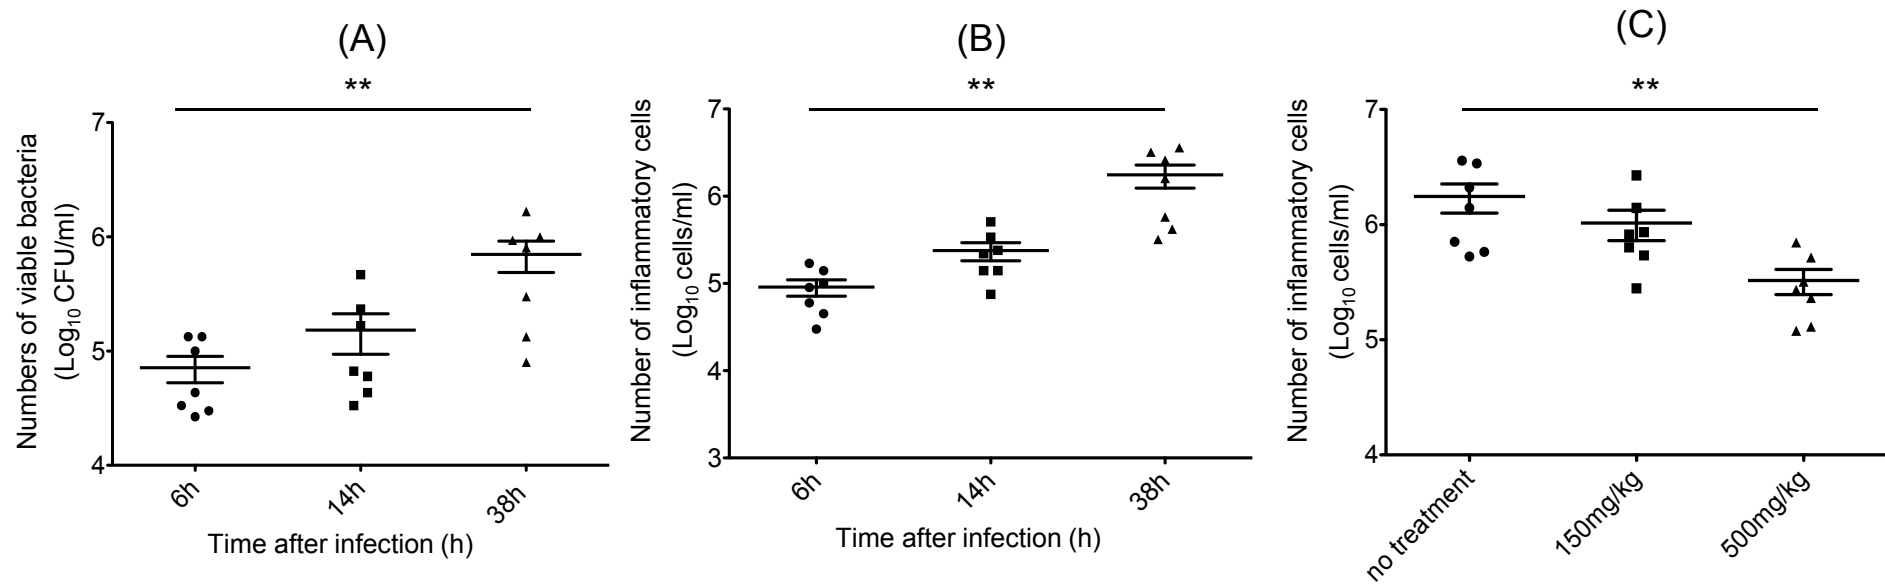 (A)
**
Numbers of viable bacteria
(Log10 CFU/ml)
7
6
5
4
6h
14h
38h
Time after infection (h)
(B)
**
Number of inflammatory cells
(Log10 cells/ml)
7
6
5
4
3
6h
14h
38h
Time after infection (h)
(C)
**
Number of inflammatory cells
(Log10 cells/ml)
7
6
5
4
no treatment
150mg/kg
500mg/kg